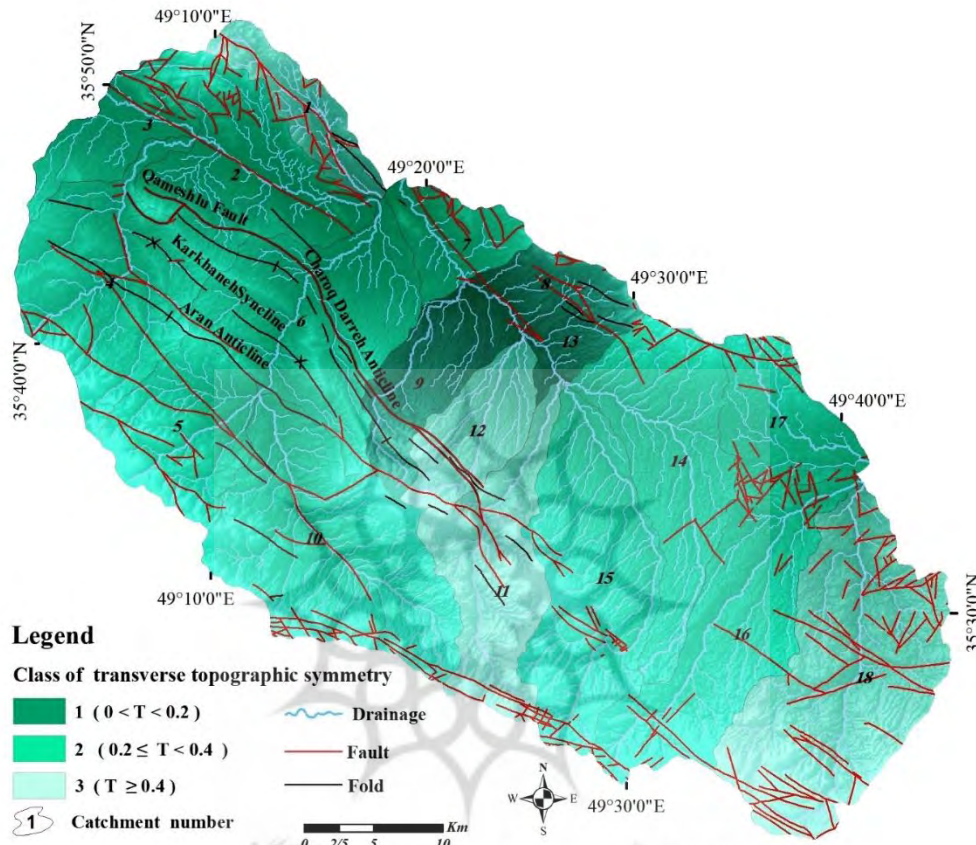 49°10'0"E
35°50'0"N
1
3
49°20'0"E
2
Qameshlu Fault
7
Karkhaneh Syncline
Charoq Darreh Anticline
49°30'0"E
8
4
6
13
Aran Anticline
35°40'0"N
9
49°40'0"E
17
5
12
14
10
49°10'0"E
11
15
35°30'0"N
16
18
Legend
Class of transverse topographic symmetry
1 ( 0 < T < 0.2 )
Drainage
2 ( 0.2 ≤ T < 0.4 )
Fault
3 ( T ≥ 0.4 )
Fold
1 Catchment number
N
W E
S
49°30'0"E
Km
0 2/5 5 10